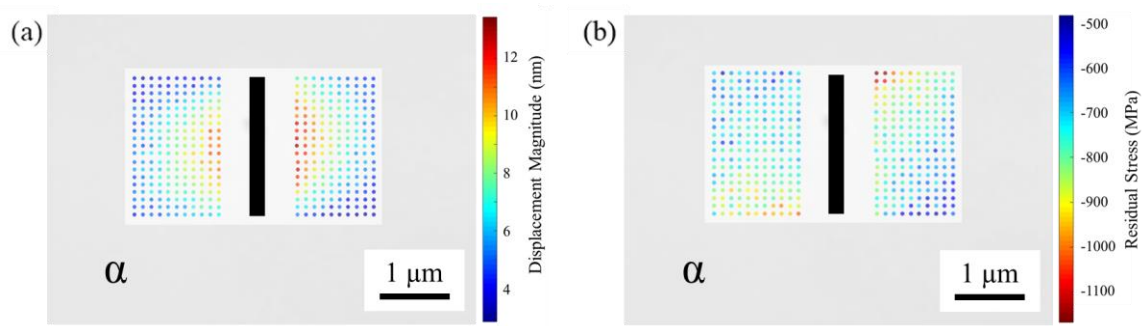 (a)
12
10
8
6
4
Displacement Magnitude (nm)
α
1 μm
(b)
-500
-600
-700
-800
-900
-1000
-1100
Residual Stress (MPa)
α
1 μm